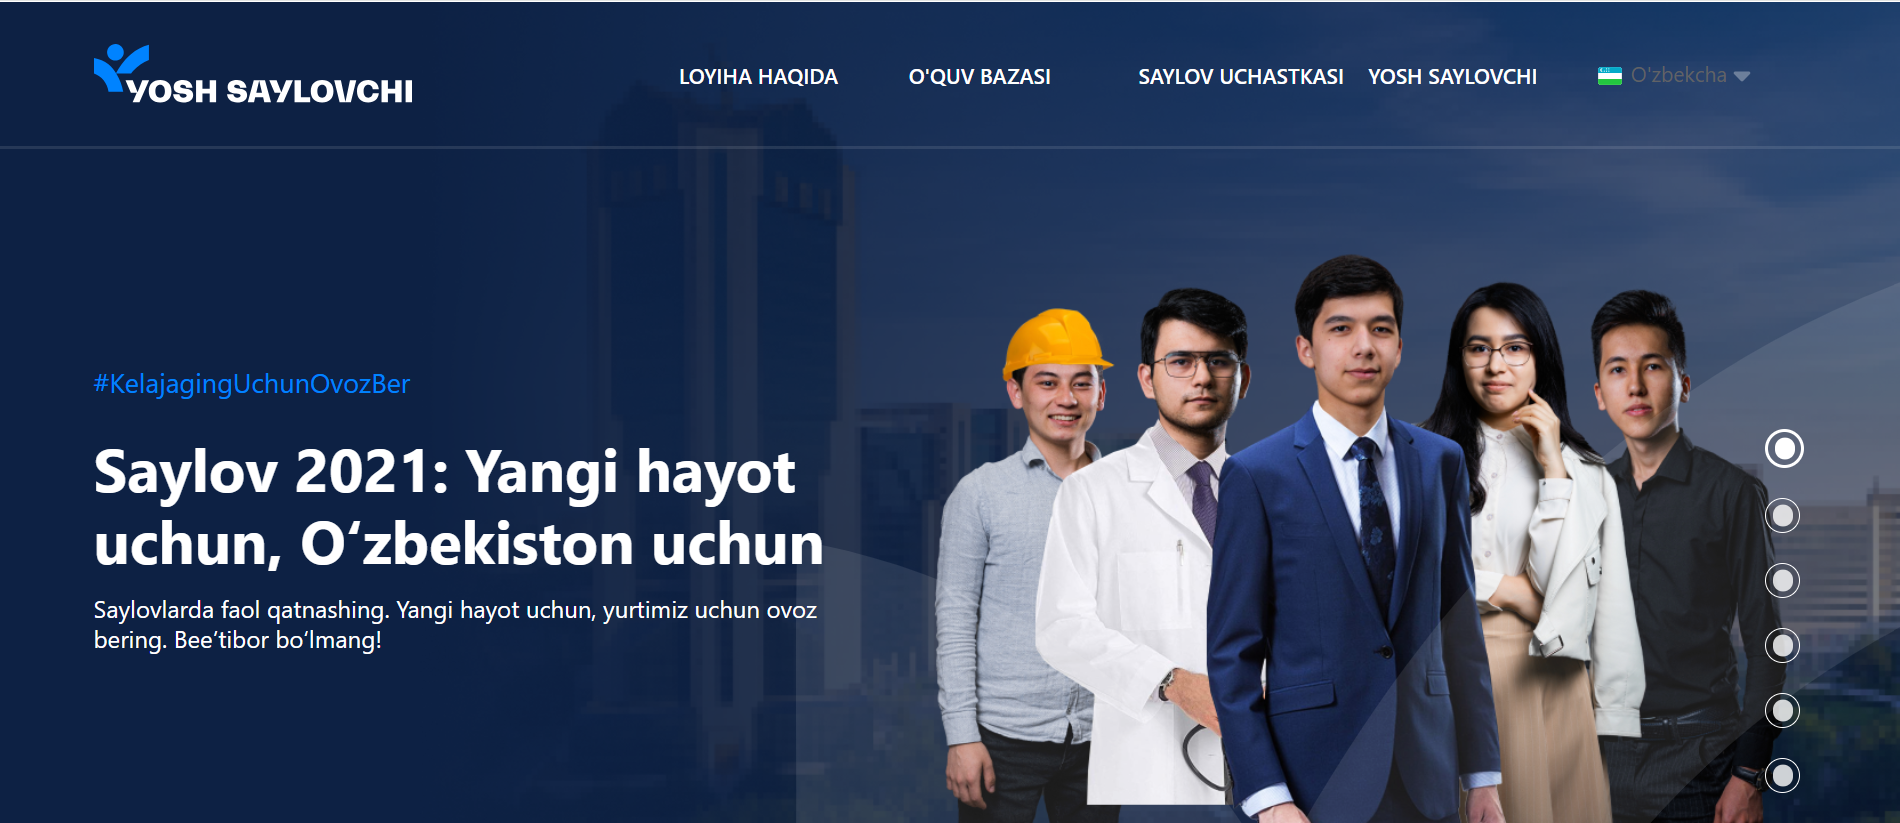 YOSH SAYLOVCHI
LOYIHA HAQIDA
O'QUV BAZASI
SAYLOV UCHASTKASI
YOSH SAYLOVCHI
O'zbekcha
#KelajagingUchunOvozBer
Saylov 2021: Yangi hayot
uchun, O‘zbekiston uchun
Saylovlarda faol qatnashing. Yangi hayot uchun, yurtimiz uchun ovoz
bering. Bee’tibor bo‘lmang!